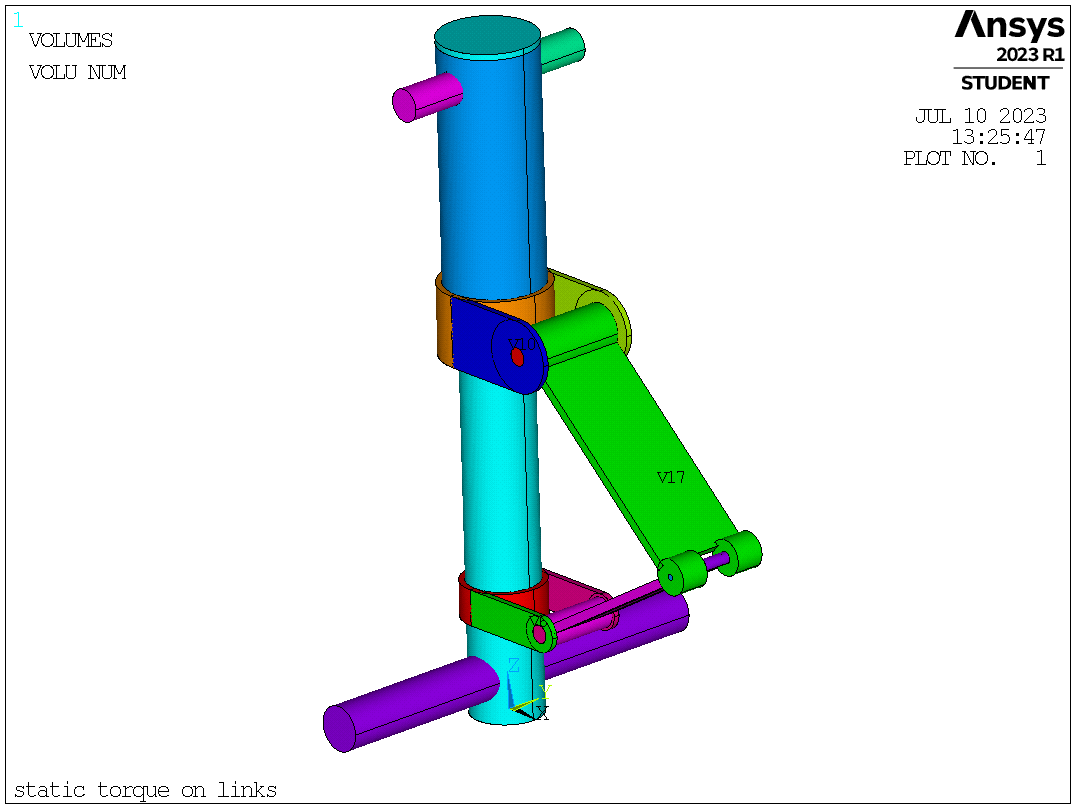 1
VOLUMES
VOLU NUM
Ansys
2023 R1
STUDENT
JUL 10 2023
13:25:47
PLOT NO. 1
V17
Z
Y
X
static torque on links